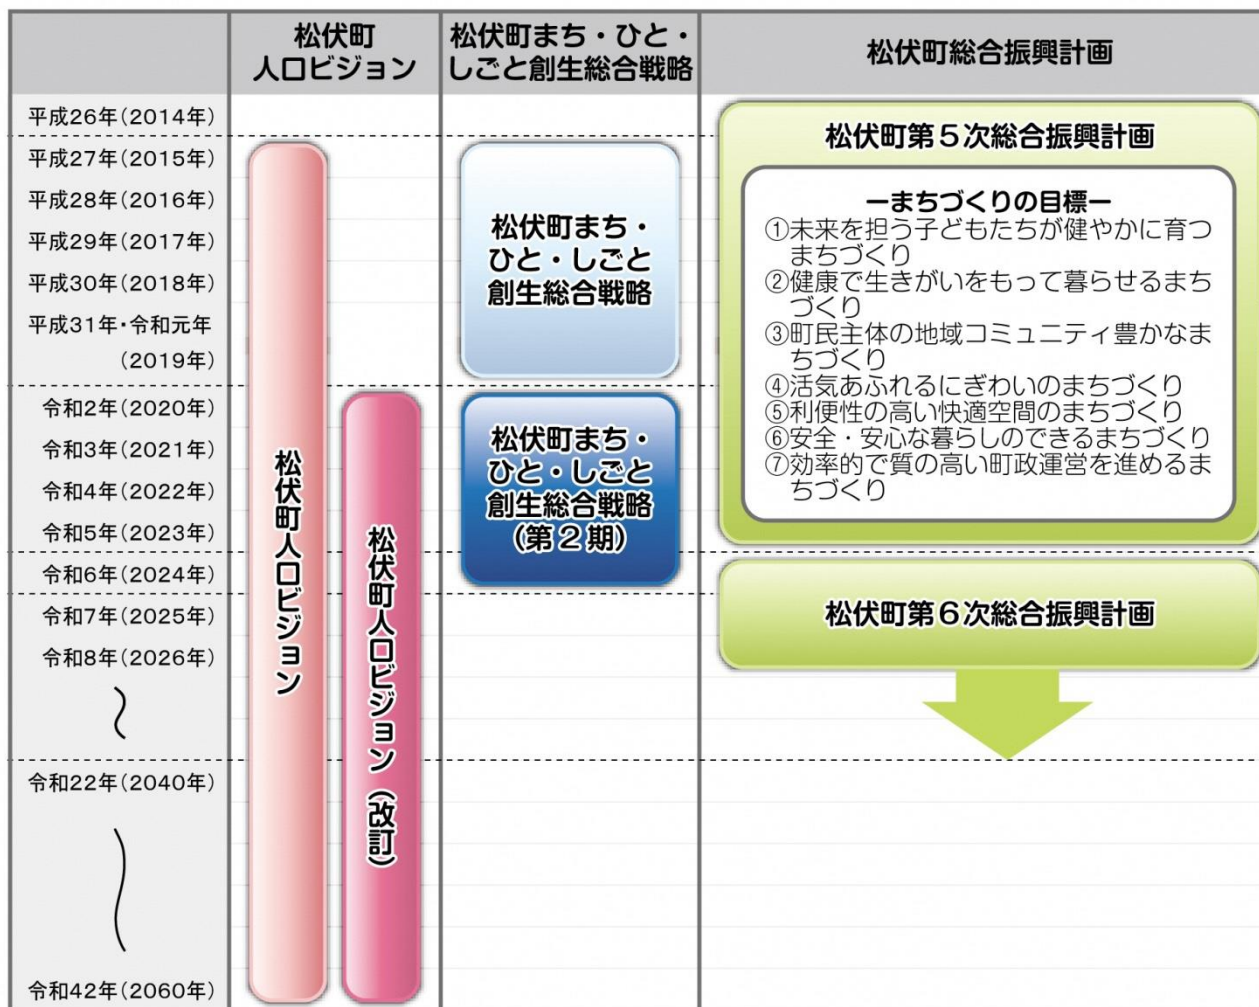 松伏町
人口ビジョン
松伏町まち・ひと・
しごと創生総合戦略
松伏町総合振興計画
平成26年(2014年)
平成27年(2015年)
平成28年(2016年)
平成29年(2017年)
平成30年(2018年)
平成31年・令和元年
(2019年)
令和2年(2020年)
令和3年(2021年)
令和4年(2022年)
令和5年(2023年)
令和6年(2024年)
令和7年(2025年)
令和8年(2026年)
令和22年(2040年)
令和42年(2060年)
松伏町人口ビジョン
松伏町人口ビジョン（改訂）
松伏町まち・
ひと・しごと
創生総合戦略
松伏町まち・
ひと・しごと
創生総合戦略
(第２期)
松伏町第５次総合振興計画
ーまちづくりの目標ー
①未来を担う子どもたちが健やかに育つ
まちづくり
②健康で生きがいをもって暮らせるまち
づくり
③町民主体の地域コミュニティ豊かなま
ちづくり
④活気あふれるにぎわいのまちづくり
⑤利便性の高い快適空間のまちづくり
⑥安全・安心な暮らしのできるまちづくり
⑦効率的で質の高い町政運営を進めるま
ちづくり
松伏町第６次総合振興計画